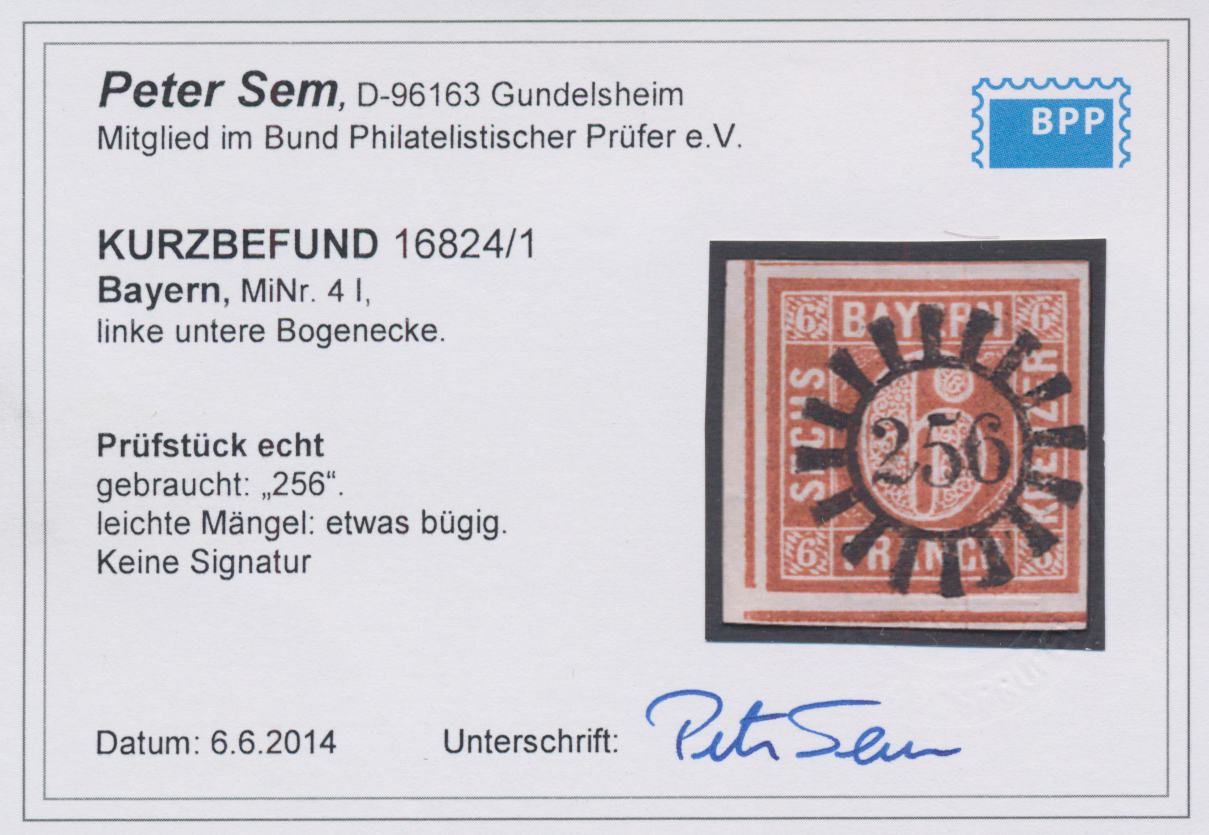 Peter Sem, D-96163 Gundelsheim
Mitglied im Bund Philatelistischer Prüfer e.V.
BPP
KURZBEFUND 16824/1
Bayern, MiNr. 4 I,
linke untere Bogenecke.
Prüfstück echt
gebraucht: „256“.
leichte Mängel: etwas bügig.
Keine Signatur
6 BAYERN 6
SECHS
6
256
KREUZER
6 FRANCO 6
Datum: 6.6.2014 Unterschrift: Peter Sem